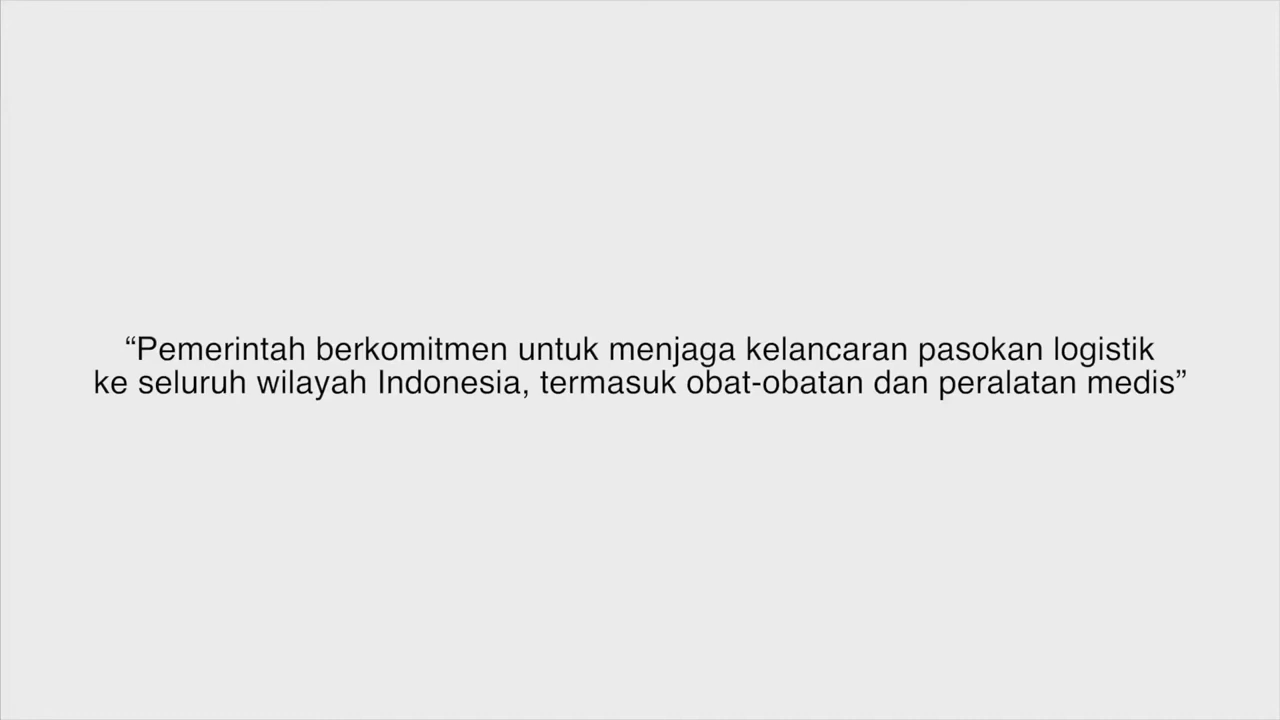 “Pemerintah berkomitmen untuk menjaga kelancaran pasokan logistik
ke seluruh wilayah Indonesia, termasuk obat-obatan dan peralatan medis”